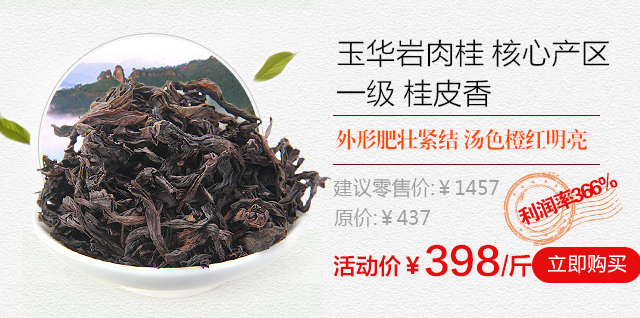 玉华岩肉桂 核心产区
一级 桂皮香
外形肥壮紧结 汤色橙红明亮
建议零售价:￥1457
原价:￥437
利润率366%
活动价￥398/斤
立即购买